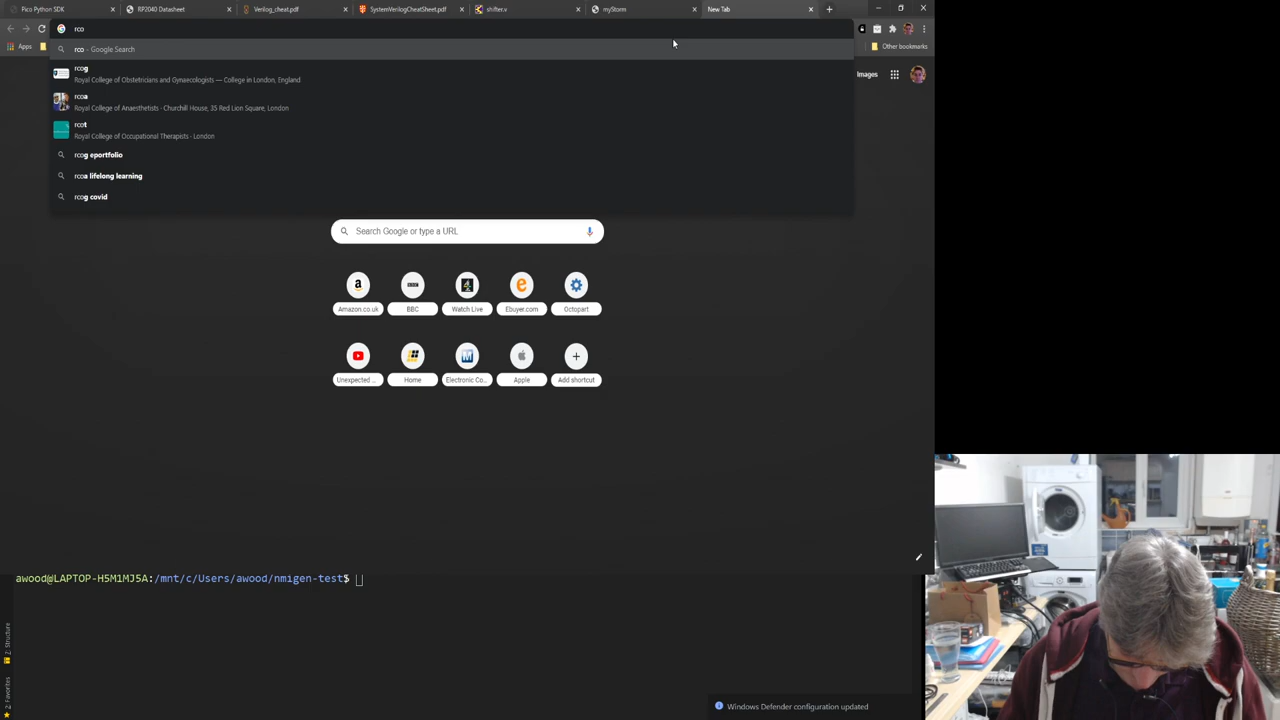 Pico Python SDK
RP2040 Datasheet
Verilog_cheat.pdf
SystemVerilogCheatSheet.pdf
shifter.v
myStorm
New Tab
rco
Apps
Other bookmarks
rco - Google Search
rcog
Royal College of Obstetricians and Gynaecologists — College in London, England
rcoa
Royal College of Anaesthetists - Churchill House, 35 Red Lion Square, London
rcot
Royal College of Occupational Therapists - London
rcog eportfolio
rcoa lifelong learning
rcog covid
Images
Search Google or type a URL
Amazon.co.uk
BBC
Watch Live
Ebuyer.com
Octopart
Unexpected ...
Home
Electronic Co...
Apple
Add shortcut
awood@LAPTOP-H5M1MJ5A:/mnt/c/Users/awood/nmigen-test$
Z: Structure
2: Favorites
Windows Defender configuration updated